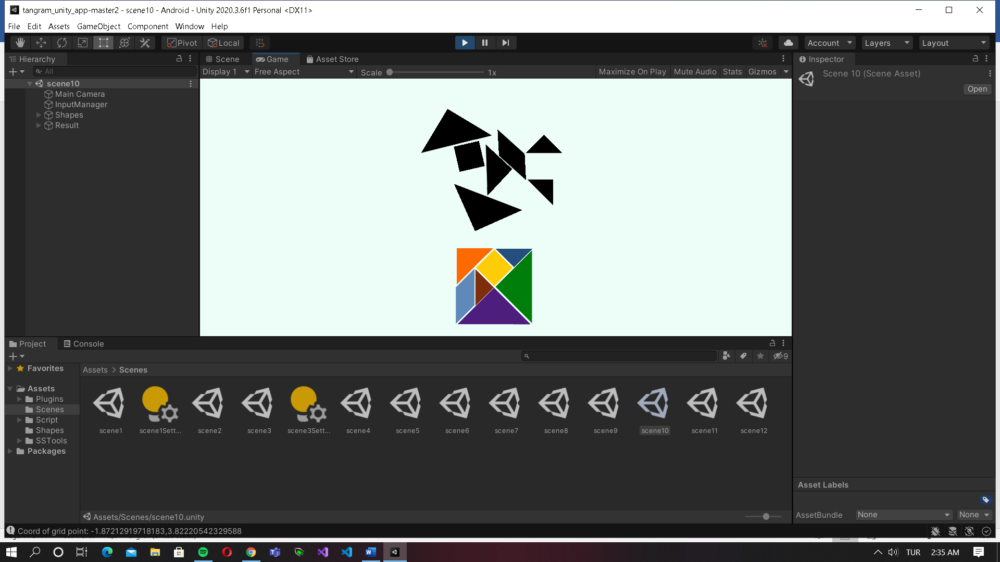 tangram_unity_app-master2 - scene10 - Android - Unity 2020.3.6f1 Personal <DX11>
File Edit Assets GameObject Component Window Help
Pivot Local Account Layers Layout
Hierarchy Scene Game Asset Store Inspector
All Display 1 Free Aspect Scale 1x Maximize On Play Mute Audio Stats Gizmos Scene 10 (Scene Asset)
scene10 Open
Main Camera
InputManager
Shapes
Result
Project Console
9
Favorites Assets > Scenes
Assets
Plugins
Scenes
Script
Shapes scene1 scene1Sett... scene2 scene3 scene3Sett... scene4 scene5 scene6 scene7 scene8 scene9 scene10 scene11 scene12
SSTools
Packages
Asset Labels
Assets/Scenes/scene10.unity AssetBundle None None
Coord of grid point: -1.87212919718183,3.82220542329588
TUR 2:35 AM